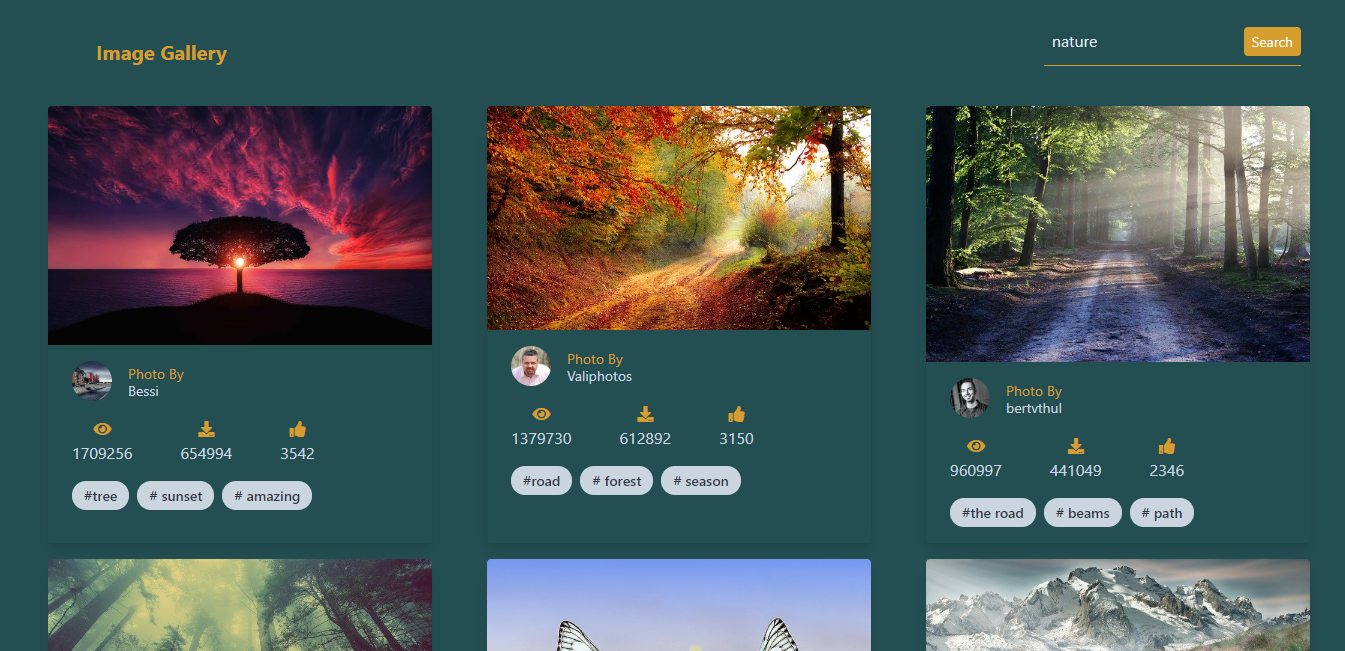 Image Gallery
nature
Search
Photo By
Bessi
1709256
654994
3542
#tree
# sunset
# amazing
Photo By
Valiphotos
1379730
612892
3150
#road
# forest
# season
Photo By
bertvthul
960997
441049
2346
#the road
# beams
# path